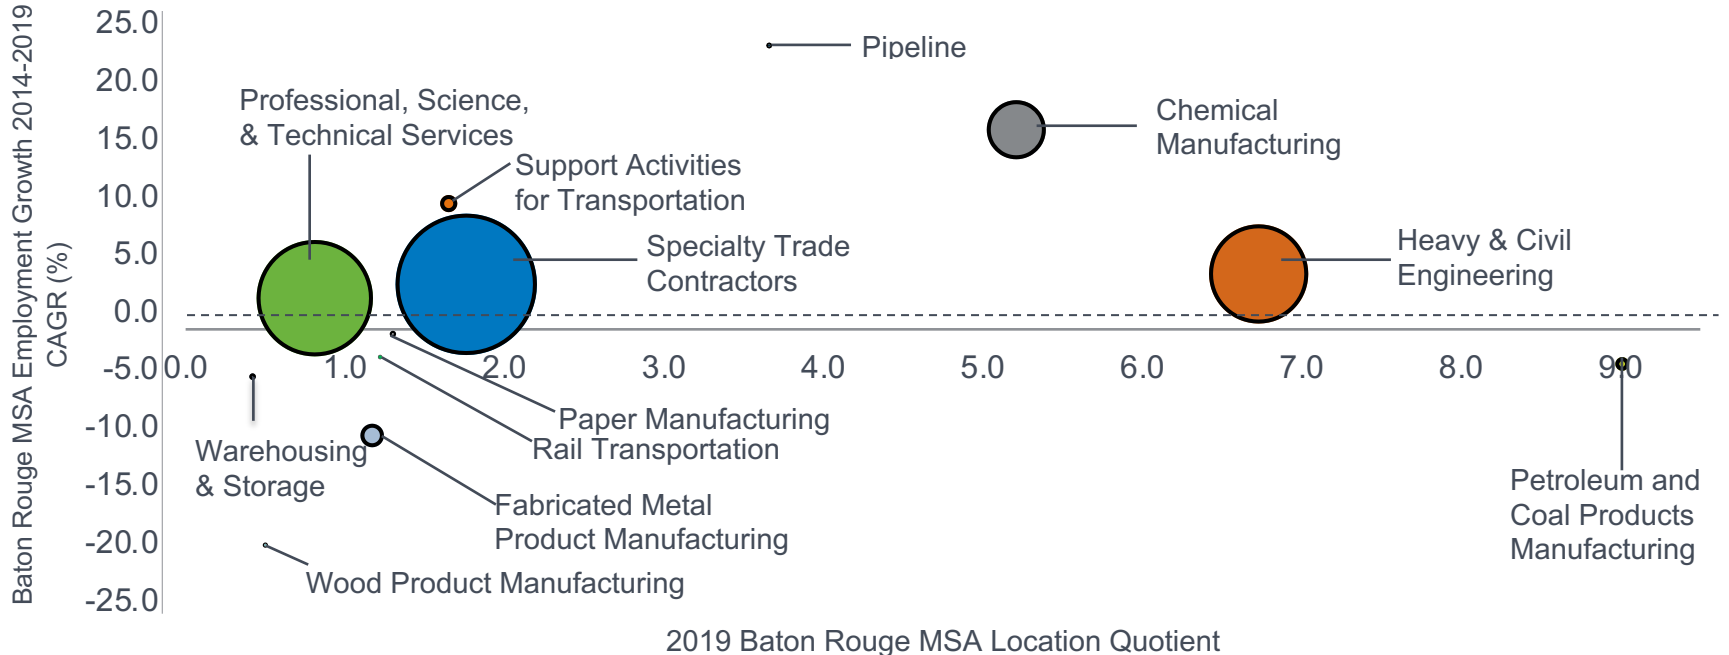 Baton Rouge MSA Employment Growth 2014-2019
CAGR (%)
25.0
20.0
15.0
10.0
5.0
0.0
-5.0
-10.0
-15.0
-20.0
-25.0
Pipeline
Professional, Science,
& Technical Services
Chemical
Manufacturing
Support Activities
for Transportation
Specialty Trade
Contractors
Heavy & Civil
Engineering
0.0 1.0 2.0 3.0 4.0 5.0 6.0 7.0 8.0 9.0
Paper Manufacturing
Rail Transportation
Warehousing
& Storage
Fabricated Metal
Product Manufacturing
Petroleum and
Coal Products
Manufacturing
Wood Product Manufacturing
2019 Baton Rouge MSA Location Quotient